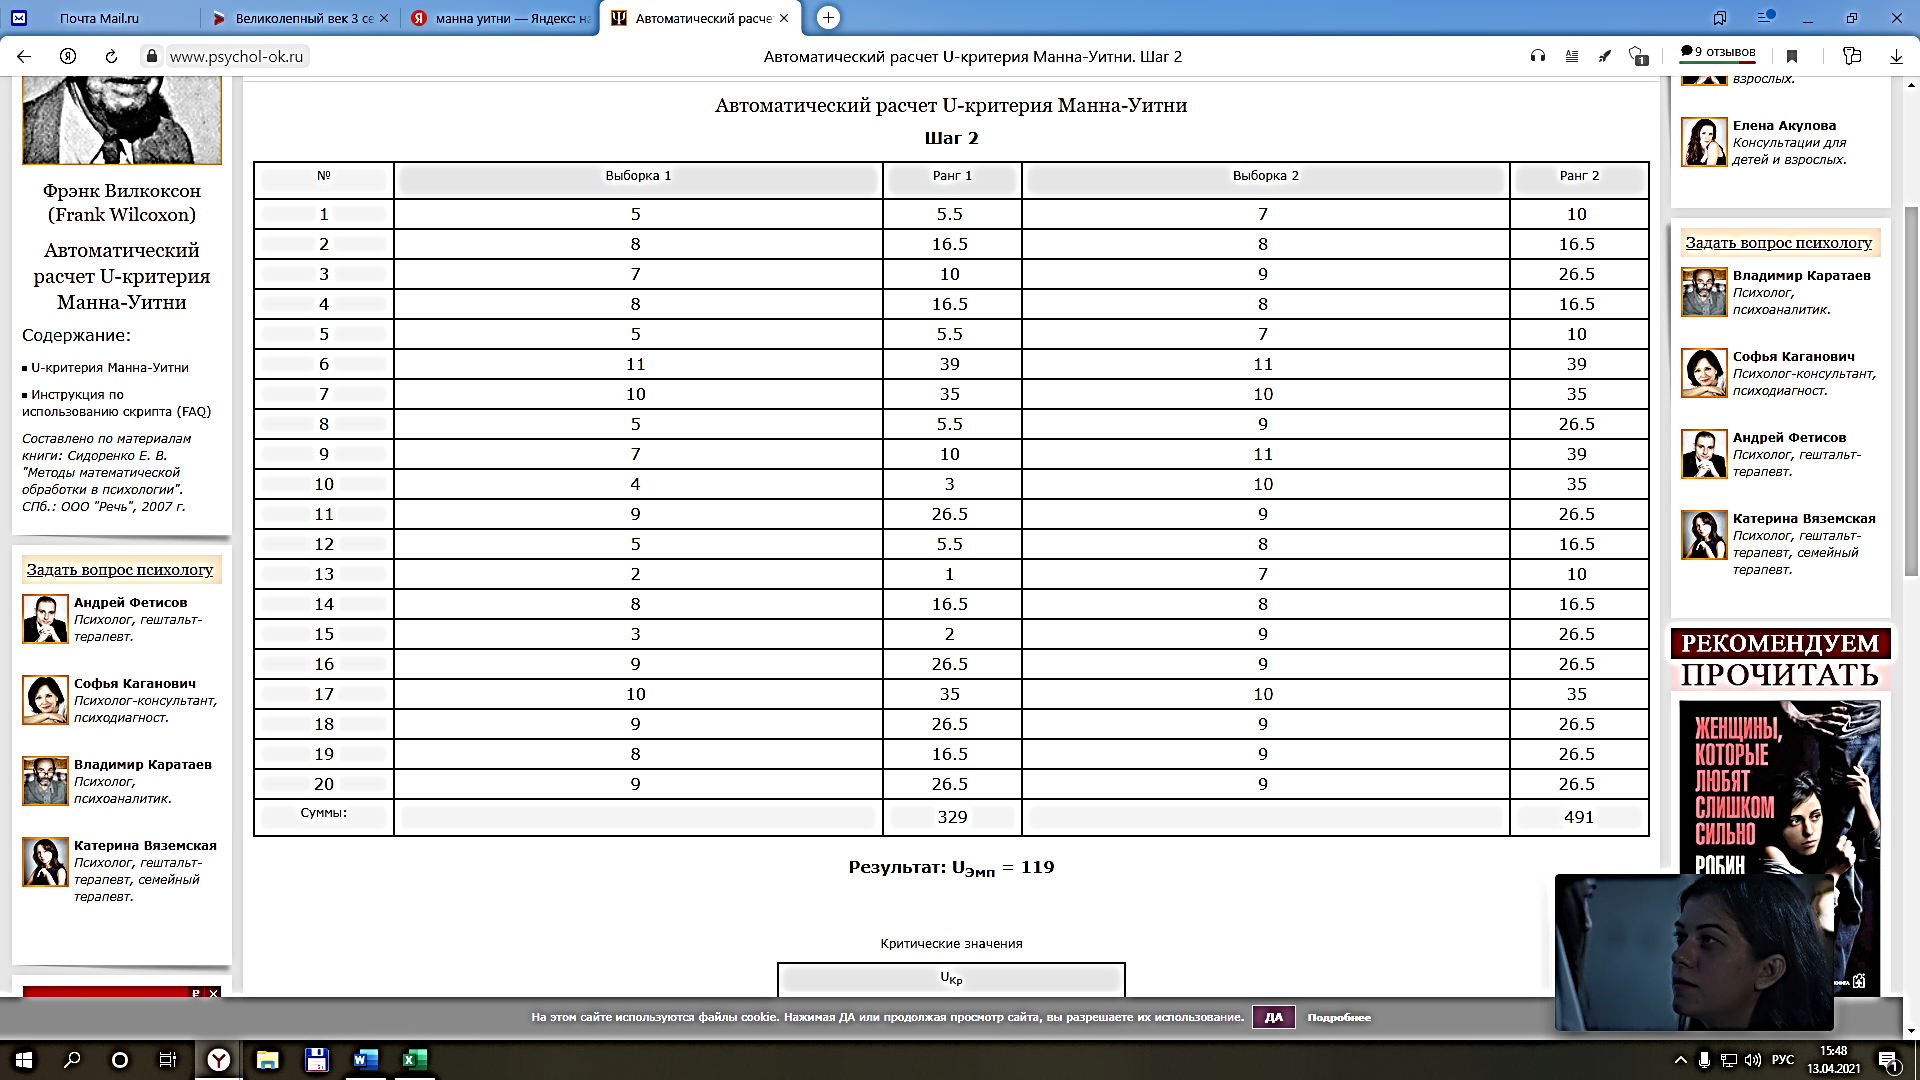 Почта Mail.ru
Великолепный век 3 се
манна уитни — Яндекс: на
Автоматический расче
www.psychol-ok.ru
Автоматический расчет U-критерия Манна-Уитни. Шаг 2
9 отзывов
1
Фрэнк Вилкоксон
(Frank Wilcoxon)
Автоматический
расчет U-критерия
Манна-Уитни
Содержание:
U-критерия Манна-Уитни
Инструкция по
использованию скрипта (FAQ)
Составлено по материалам
книги: Сидоренко Е. В.
"Методы математической
обработки в психологии".
СПб.: ООО "Речь", 2007 г.
Задать вопрос психологу
Андрей Фетисов
Психолог, гештальт-
терапевт.
Софья Каганович
Психолог-консультант,
психодиагност.
Владимир Каратаев
Психолог,
психоаналитик.
Катерина Вяземская
Психолог, гештальт-
терапевт, семейный
терапевт.
Автоматический расчет U-критерия Манна-Уитни
Шаг 2
№ Выборка 1 Ранг 1 Выборка 2 Ранг 2
1 5 5.5 7 10
2 8 16.5 8 16.5
3 7 10 9 26.5
4 8 16.5 8 16.5
5 5 5.5 7 10
6 11 39 11 39
7 10 35 10 35
8 5 5.5 9 26.5
9 7 10 11 39
10 4 3 10 35
11 9 26.5 9 26.5
12 5 5.5 8 16.5
13 2 1 7 10
14 8 16.5 8 16.5
15 3 2 9 26.5
16 9 26.5 9 26.5
17 10 35 10 35
18 9 26.5 9 26.5
19 8 16.5 9 26.5
20 9 26.5 9 26.5
Суммы: 329 491
Результат: UЭмп = 119
Критические значения
UКр
взрослых.
Елена Акулова
Консультации для
детей и взрослых.
Задать вопрос психологу
Владимир Каратаев
Психолог,
психоаналитик.
Софья Каганович
Психолог-консультант,
психодиагност.
Андрей Фетисов
Психолог, гештальт-
терапевт.
Катерина Вяземская
Психолог, гештальт-
терапевт, семейный
терапевт.
РЕКОМЕНДУЕМ
ПРОЧИТАТЬ
ЖЕНЩИНЫ,
КОТОРЫЕ
ЛЮБЯТ
СЛИШКОМ
СИЛЬНО
РОБИН
На этом сайте используются файлы cookie. Нажимая ДА или продолжая просмотр сайта, вы разрешаете их использование. ДА Подробнее
РУС
15:48
13.04.2021
1